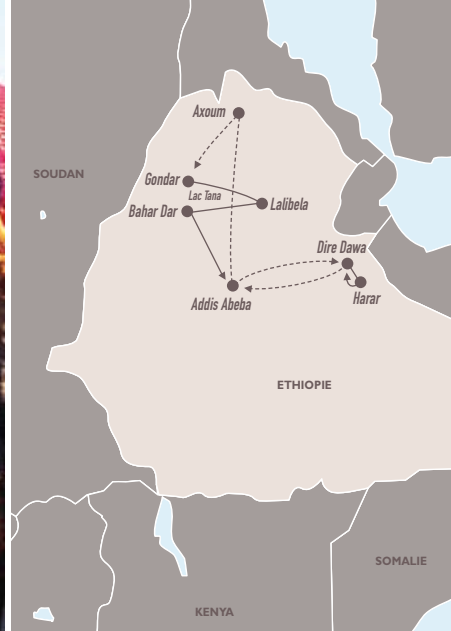 Axoum
SOUDAN
Gondar
Lac Tana
Bahar Dar
Lalibela
Dire Dawa
Addis Abeba
Harar
ETHIOPIE
SOMALIE
KENYA